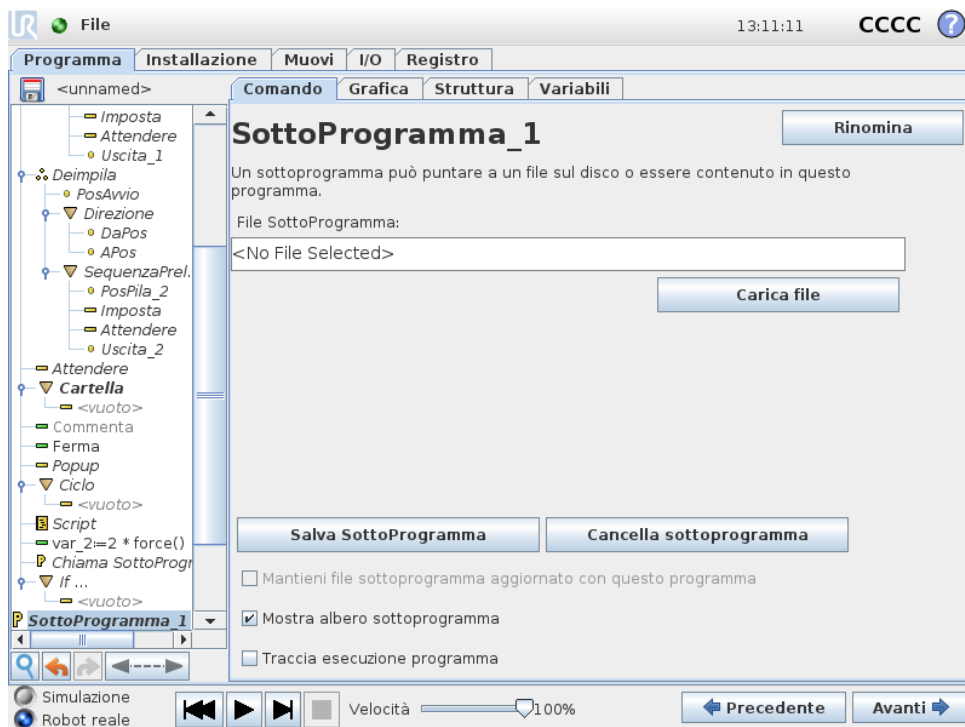 UR File 13:11:11 CCCC ?
Programma Installazione Muovi I/O Registro
<unnamed>
Comando Grafica Struttura Variabili
Imposta
Attendere
Uscita_1
Deimpila
PosAvvio
Direzione
DaPos
APos
SequenzaPrel.
PosPila_2
Imposta
Attendere
Uscita_2
Attendere
Cartella
<vuoto>
Commenta
Ferma
Popup
Ciclo
<vuoto>
Script
var_2:=2 * force()
P Chiama SottoProgr
If ...
<vuoto>
P SottoProgramma_1
SottoProgramma_1
Rinomina
Un sottoprogramma può puntare a un file sul disco o essere contenuto in questo
programma.
File SottoProgramma:
<No File Selected>
Carica file
Salva SottoProgramma Cancella sottoprogramma
Mantieni file sottoprogramma aggiornato con questo programma
Mostra albero sottoprogramma
Traccia esecuzione programma
Simulazione
Robot reale
Velocità 100%
Precedente Avanti